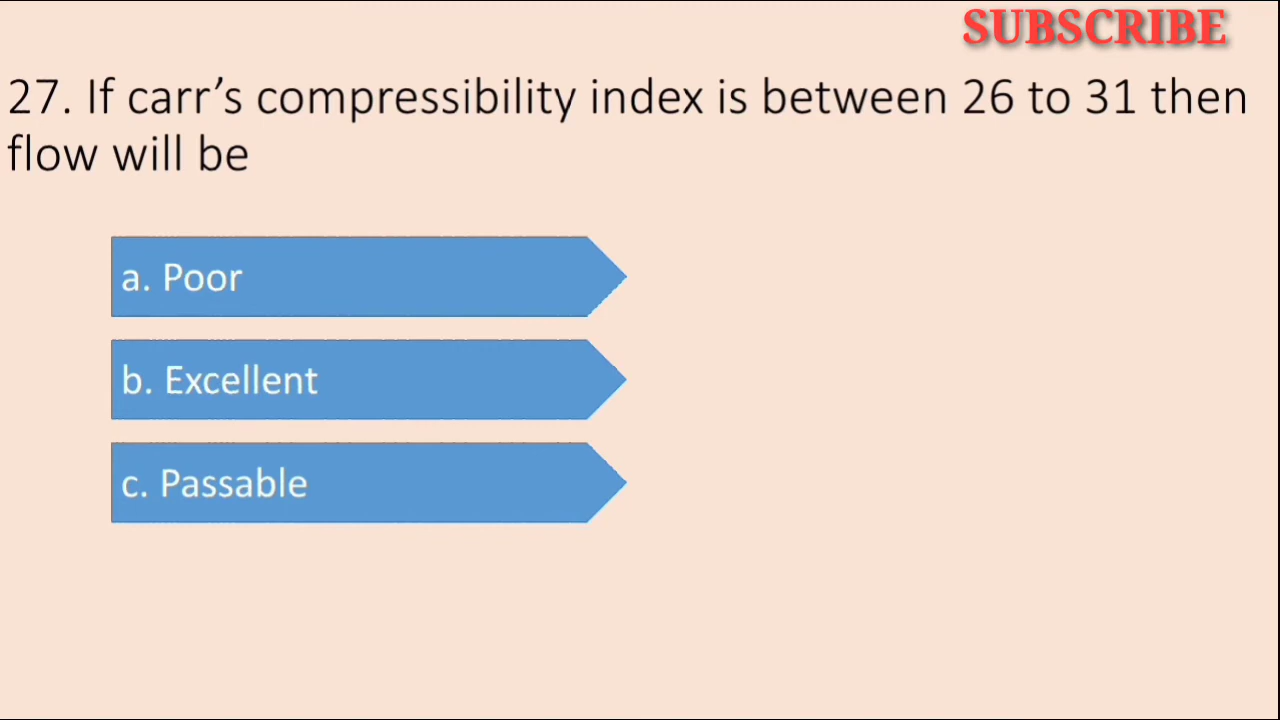 SUBSCRIBE
27. If carr’s compressibility index is between 26 to 31 then
flow will be
a. Poor
b. Excellent
c. Passable